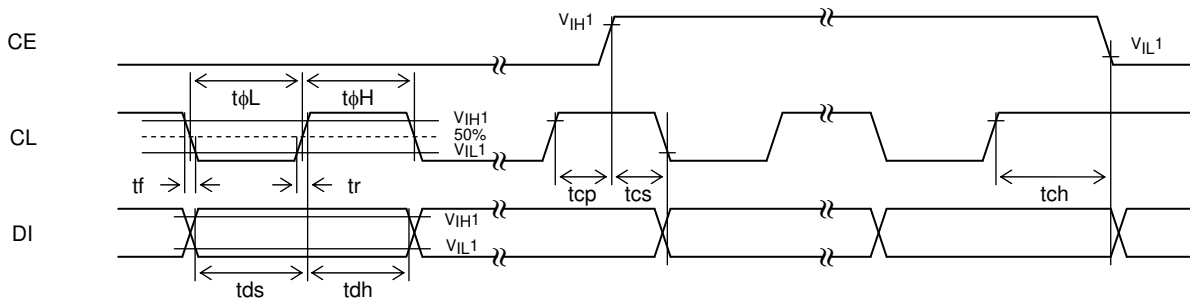 CE
VIH1
VIL1
tϕL
tϕH
CL
VIH1
50%
VIL1
tf
tr
tcp
tcs
tch
DI
VIH1
VIL1
tds
tdh